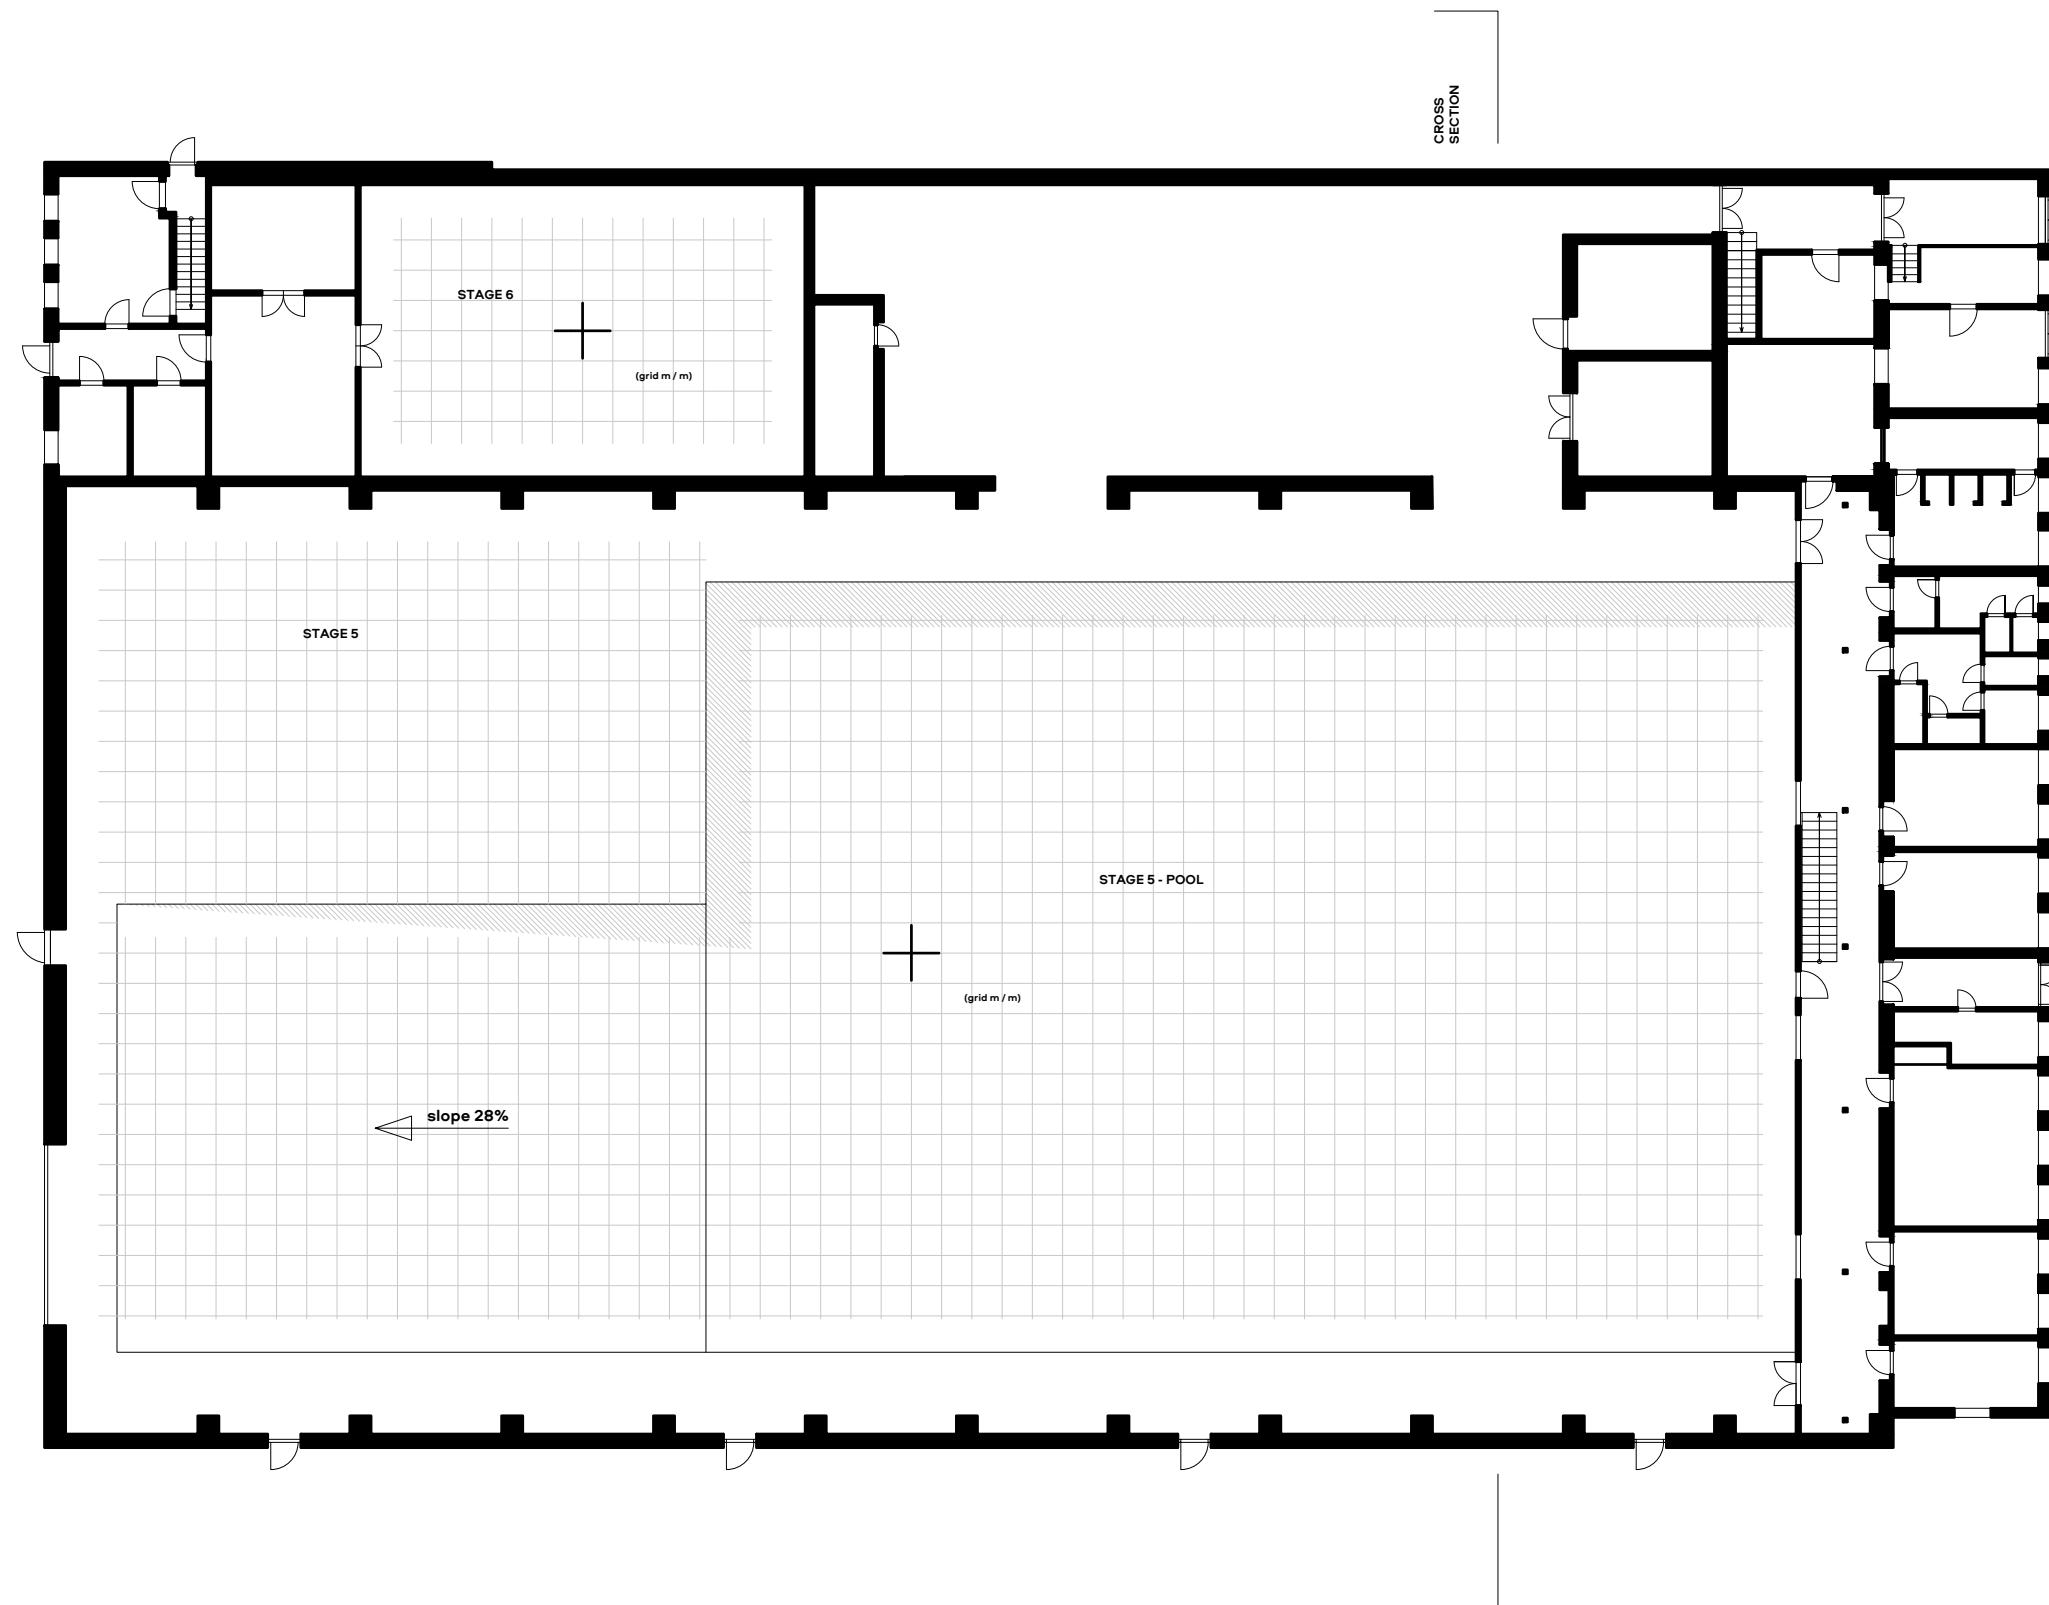 CROSS
SECTION
STAGE 6
(grid m / m)
STAGE 5
STAGE 5 - POOL
(grid m / m)
slope 28%